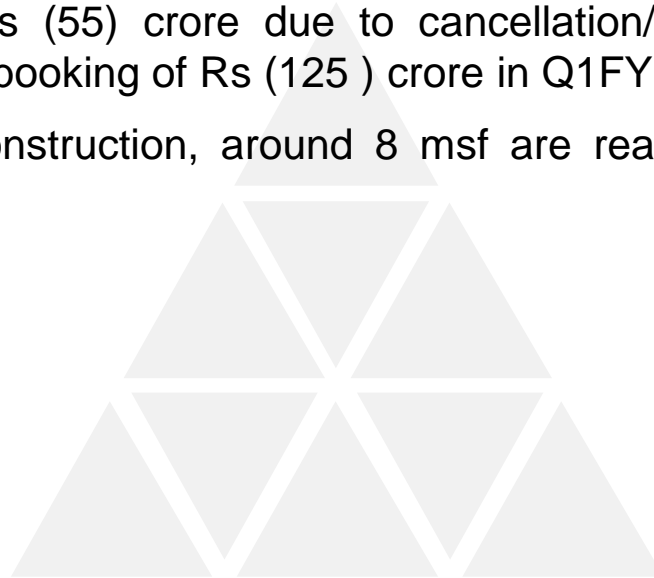 s (55) crore due to cancellation/
booking of Rs (125 ) crore in Q1FY
onstruction, around 8 msf are rea